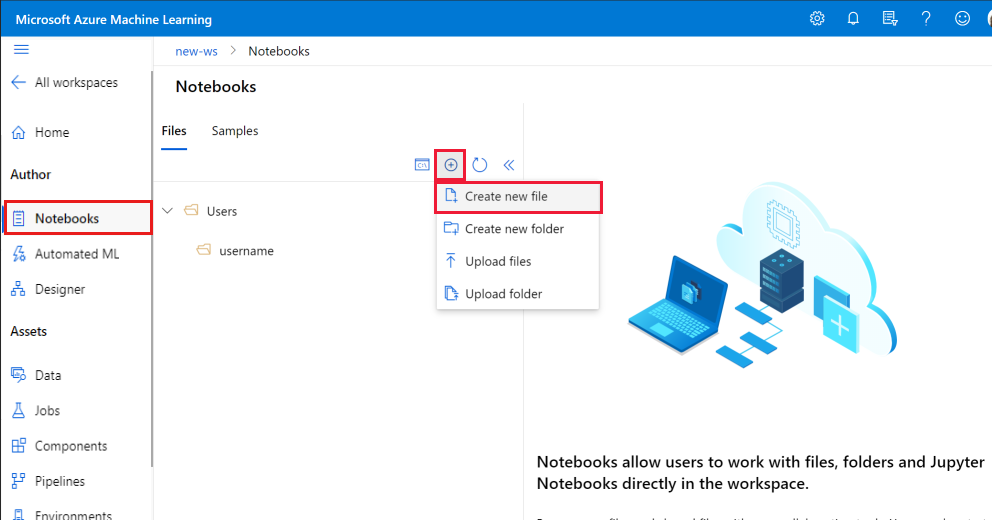 Microsoft Azure Machine Learning
new-ws > Notebooks
All workspaces
Home
Author
Notebooks
Automated ML
Designer
Assets
Data
Jobs
Components
Pipelines
Environments
Notebooks
Files Samples
Users
username
Create new file
Create new folder
Upload files
Upload folder
Notebooks allow users to work with files, folders and Jupyter
Notebooks directly in the workspace.